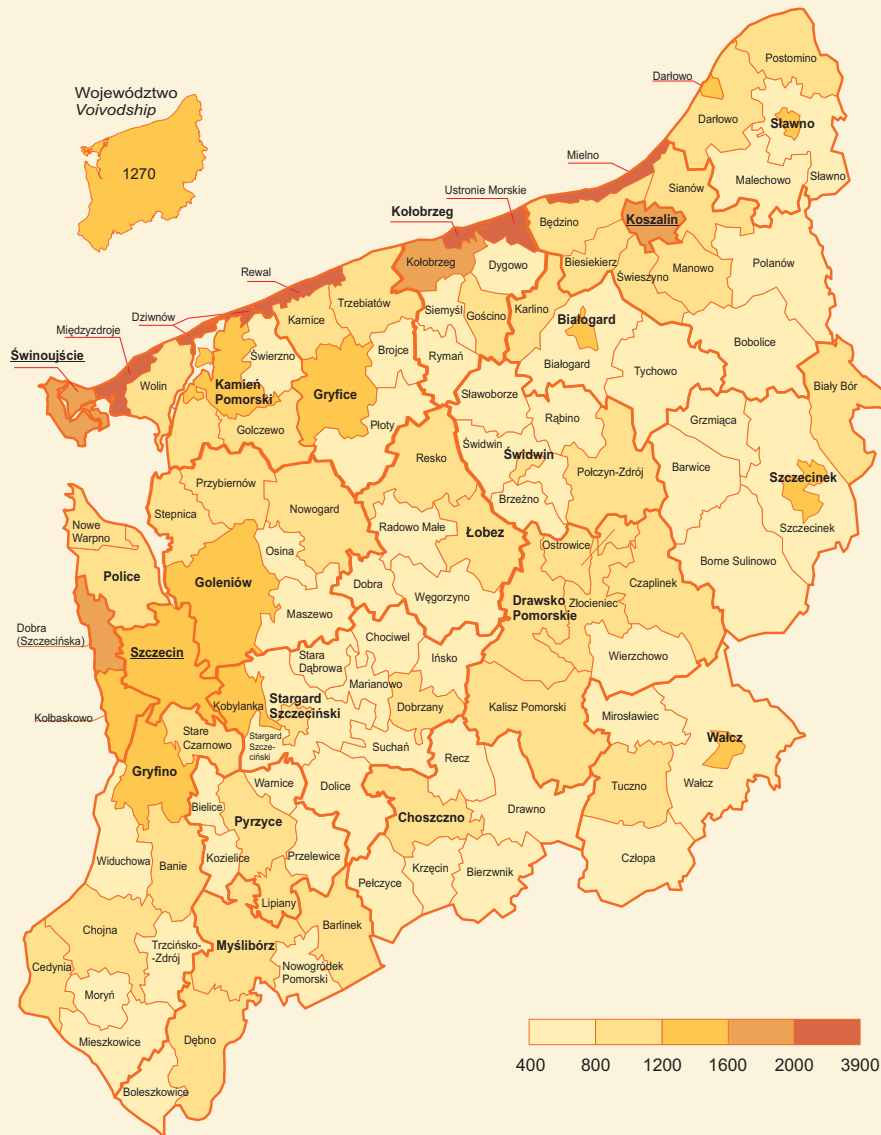 Województwo
Voivodship
1270
Postomino
Darłowo
Darłowo
Sławno
Mielno
Malechowo
Sławno
Ustronie Morskie
Sianów
Kołobrzeg
Będzino
Koszalin
Kołobrzeg
Dygowo
Biesiekierz
Świeszyno
Manowo
Polanów
Rewal
Trzebiatów
Siemyśl
Gościno
Karlino
Białogard
Dziwnów
Karnice
Międzyzdroje
Świnoujście
Świerzno
Brojce
Rymań
Białogard
Tychowo
Bobolice
Wolin
Kamień
Pomorski
Gryfice
Sławoborze
Biały Bór
Golczewo
Płoty
Rąbino
Grzmiąca
Świdwin
Świdwin
Resko
Połczyn-Zdrój
Barwice
Szczecinek
Przybiernów
Brzeżno
Stepnica
Nowogard
Radowo Małe
Łobez
Szczecinek
Nowe
Warpno
Osina
Ostrowice
Borne Sulinowo
Police
Goleniów
Dobra
Czaplinek
Maszewo
Węgorzyno
Drawsko
Pomorskie
Złocieniec
Dobra
(Szczecińska)
Szczecin
Chociwel
Stara
Dąbrowa
Ińsko
Wierzchowo
Marianowo
Kobylanka
Stargard
Szczeciński
Dobrzany
Kalisz Pomorski
Mirosławiec
Kołbaskowo
Stare
Czarnowo
Stargard
Szcze-
ciński
Suchań
Wałcz
Gryfino
Recz
Warnice
Dolice
Tuczno
Wałcz
Bielice
Pyrzyce
Choszczno
Drawno
Widuchowa
Banie
Kozielice
Przelewice
Człopa
Krzęcin
Bierzwnik
Pełczyce
Lipiany
Chojna
Barlinek
Trzcińsko-
-Zdrój
Myślibórz
Cedynia
Nowogródek
Pomorski
Moryń
Mieszkowice
Dębno
Boleszkowice
400 800 1200 1600 2000 3900